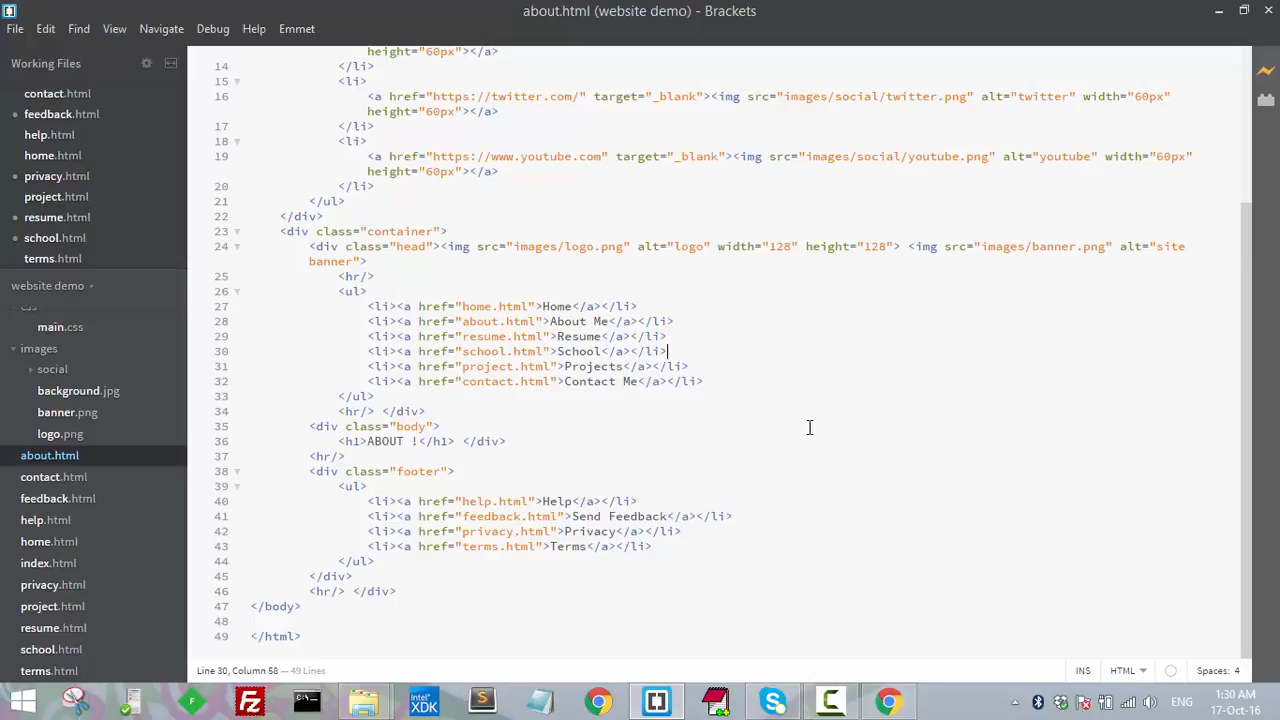 about.html (website demo) - Brackets
File Edit Find View Navigate Debug Help Emmet
Working Files
contact.html
feedback.html
help.html
home.html
privacy.html
project.html
resume.html
school.html
terms.html
website demo
css
main.css
images
social
background.jpg
banner.png
logo.png
about.html
contact.html
feedback.html
help.html
home.html
index.html
privacy.html
project.html
resume.html
school.html
terms.html
height="60px"></a>
14 </li>
15 <li>
16 <a href="https://twitter.com/" target="_blank"><img src="images/social/twitter.png" alt="twitter" width="60px"
height="60px"></a>
17 </li>
18 <li>
19 <a href="https://www.youtube.com" target="_blank"><img src="images/social/youtube.png" alt="youtube" width="60px"
height="60px"></a>
20 </li>
21 </ul>
22 </div>
23 <div class="container">
24 <div class="head"><img src="images/logo.png" alt="logo" width="128" height="128"> <img src="images/banner.png" alt="site
banner">
25 <hr/>
26 <ul>
27 <li><a href="home.html">Home</a></li>
28 <li><a href="about.html">About Me</a></li>
29 <li><a href="resume.html">Resume</a></li>
30 <li><a href="school.html">School</a></li>
31 <li><a href="project.html">Projects</a></li>
32 <li><a href="contact.html">Contact Me</a></li>
33 </ul>
34 <hr/> </div>
35 <div class="body">
36 <h1>ABOUT !</h1> </div>
37 <hr/>
38 <div class="footer">
39 <ul>
40 <li><a href="help.html">Help</a></li>
41 <li><a href="feedback.html">Send Feedback</a></li>
42 <li><a href="privacy.html">Privacy</a></li>
43 <li><a href="terms.html">Terms</a></li>
44 </ul>
45 </div>
46 <hr/> </div>
47 </body>
48
49 </html>
Line 30, Column 58 — 49 Lines
INS HTML Spaces: 4
Intel
XDK
ENG
1:30 AM
17-Oct-16